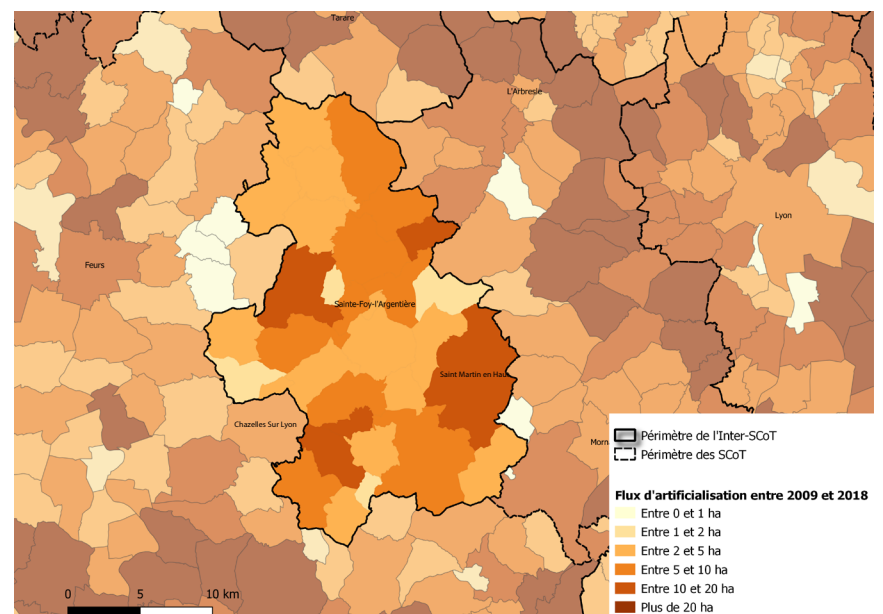 Tarare
L'Arbresle
Lyon
Feurs
Sainte-Foy-l'Argentière
Saint Martin en Haut
Chazelles Sur Lyon
Morn
Périmètre de l'Inter-SCoT
Périmètre des SCoT
Flux d'artificialisation entre 2009 et 2018
Entre 0 et 1 ha
Entre 1 et 2 ha
Entre 2 et 5 ha
Entre 5 et 10 ha
Entre 10 et 20 ha
Plus de 20 ha
0 5 10 km